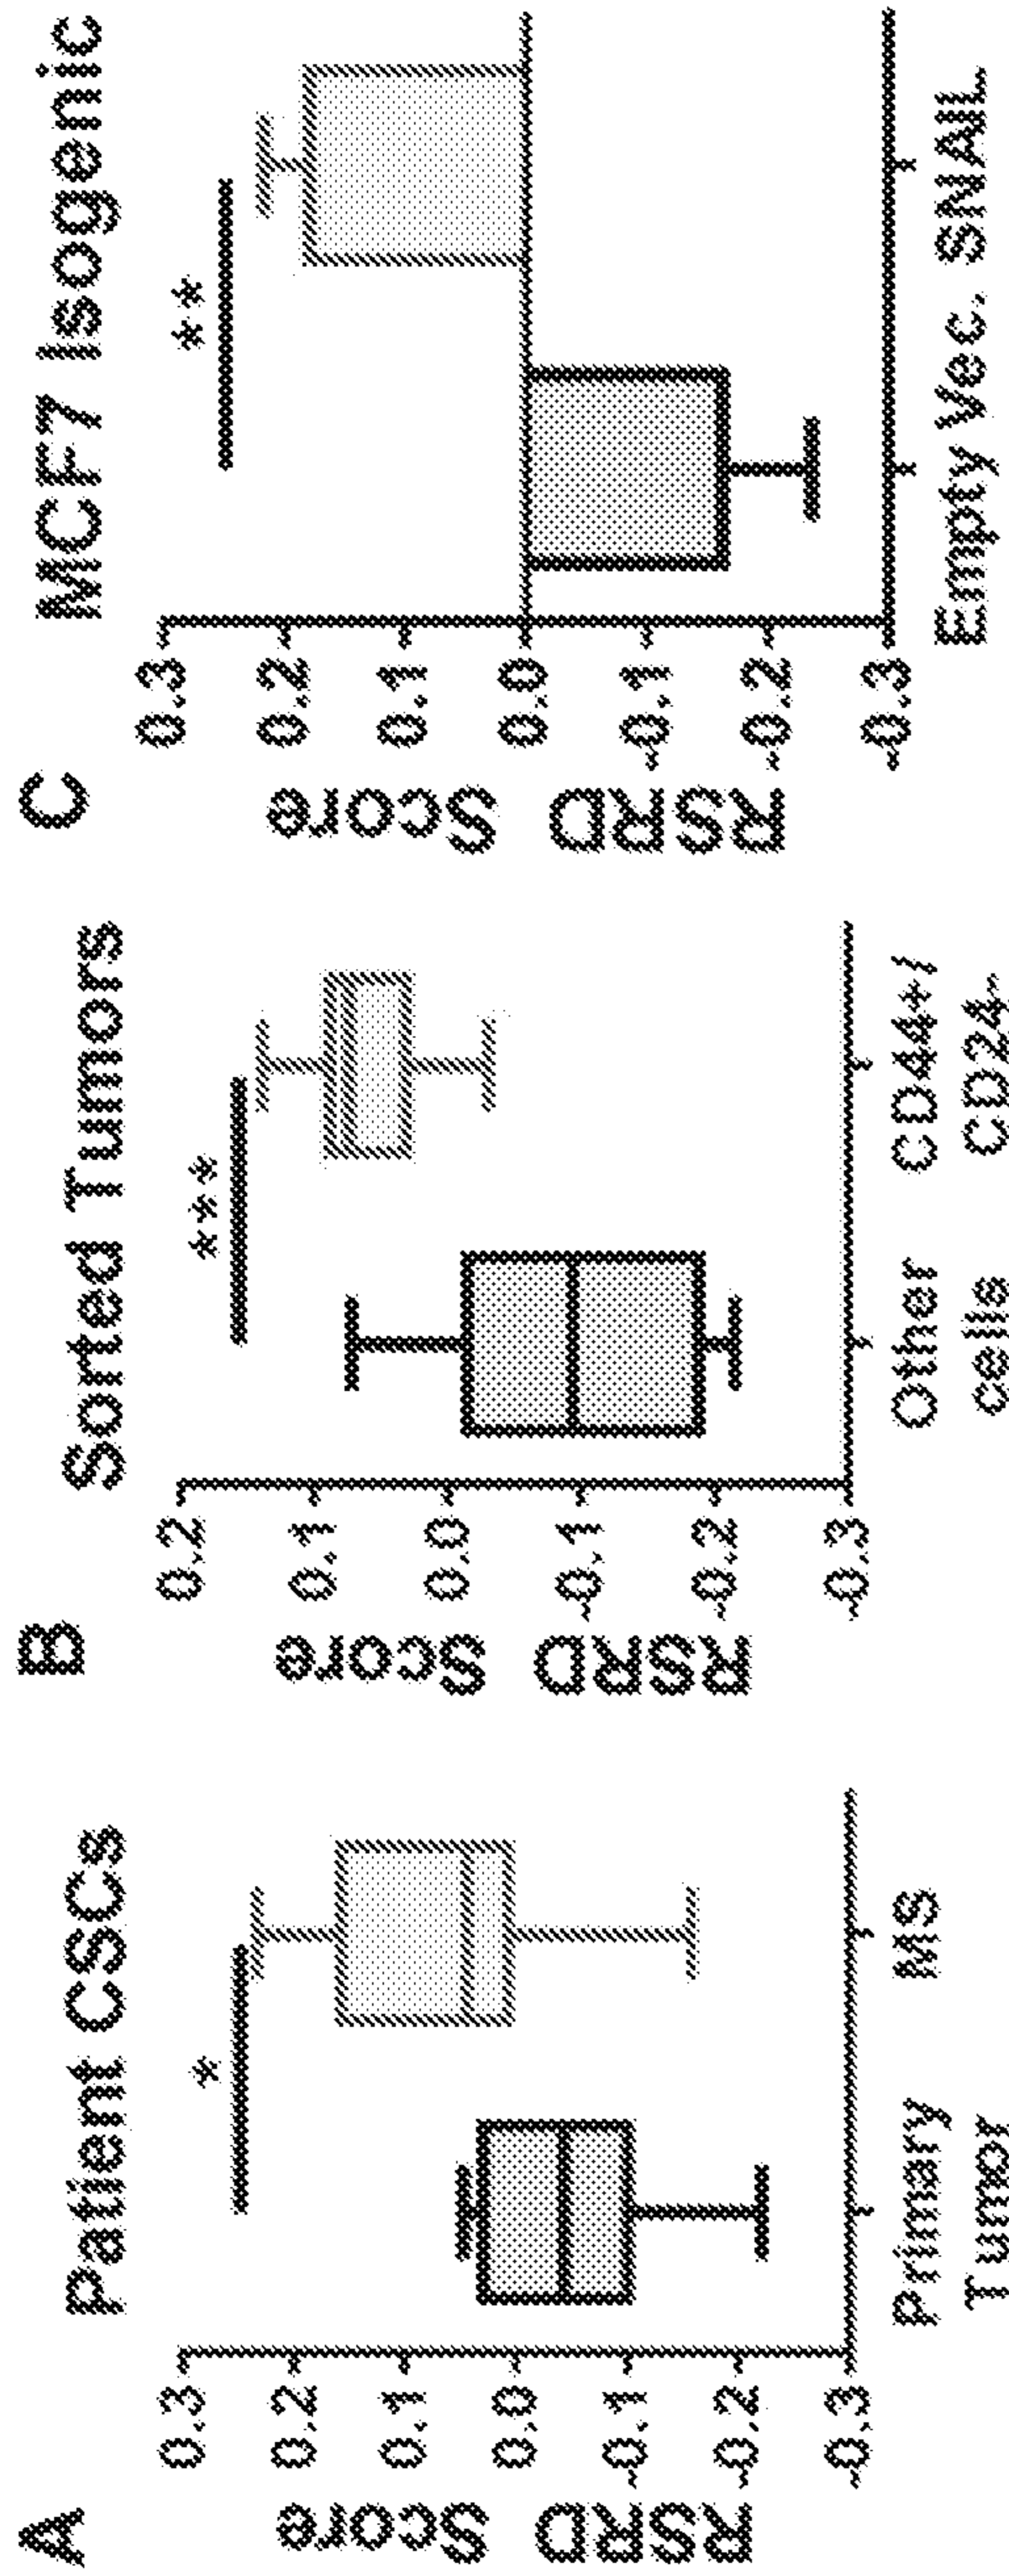 A
Patient CSCs
RSRD Score
0.3
0.2
0.1
0.0
-0.1
-0.2
-0.3
*
Primary
Tumor
MS
B
Sorted Tumors
RSRD Score
0.2
0.1
0.0
-0.1
-0.2
-0.3
***
Other
cells
CD44+/
CD24-
C
MCF7 Isogenic
RSRD Score
0.3
0.2
0.1
0.0
-0.1
-0.2
-0.3
**
Empty Vec. SNAIL